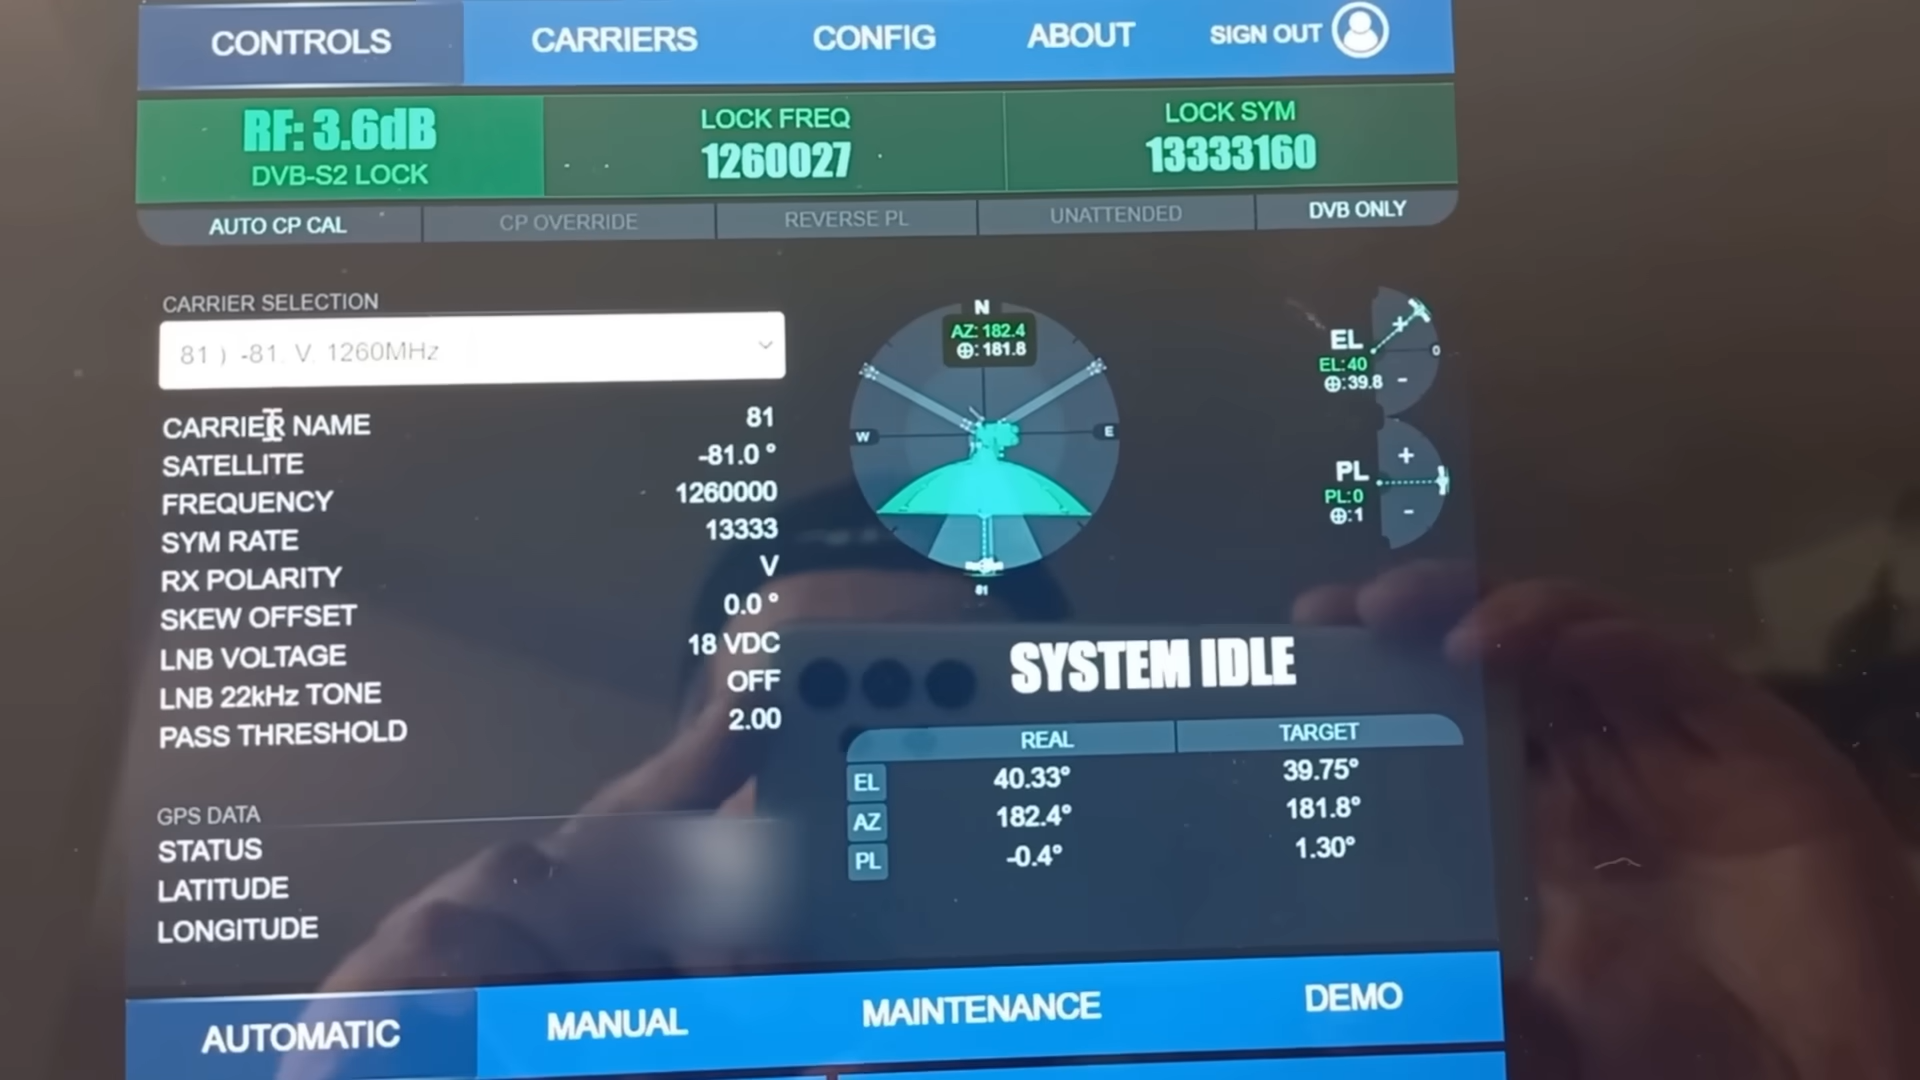 CONTROLS CARRIERS CONFIG ABOUT SIGN OUT
RF: 3.6dB
DVB-S2 LOCK
LOCK FREQ
1260027
LOCK SYM
13333160
AUTO CP CAL CP OVERRIDE REVERSE PL UNATTENDED DVB ONLY
CARRIER SELECTION
81 ) -81. V. 1260MHz
CARRIER NAME 81
SATELLITE -81.0 °
FREQUENCY 1260000
SYM RATE 13333
RX POLARITY V
SKEW OFFSET 0.0 °
LNB VOLTAGE 18 VDC
LNB 22kHz TONE OFF
PASS THRESHOLD 2.00
GPS DATA
STATUS
LATITUDE
LONGITUDE
N
AZ: 182.4
⊕: 181.8
W E
81
EL
EL:40
⊕:39.8
+
0
-
PL
PL:0
⊕:1
+
-
SYSTEM IDLE
REAL TARGET
EL 40.33° 39.75°
AZ 182.4° 181.8°
PL -0.4° 1.30°
AUTOMATIC MANUAL MAINTENANCE DEMO